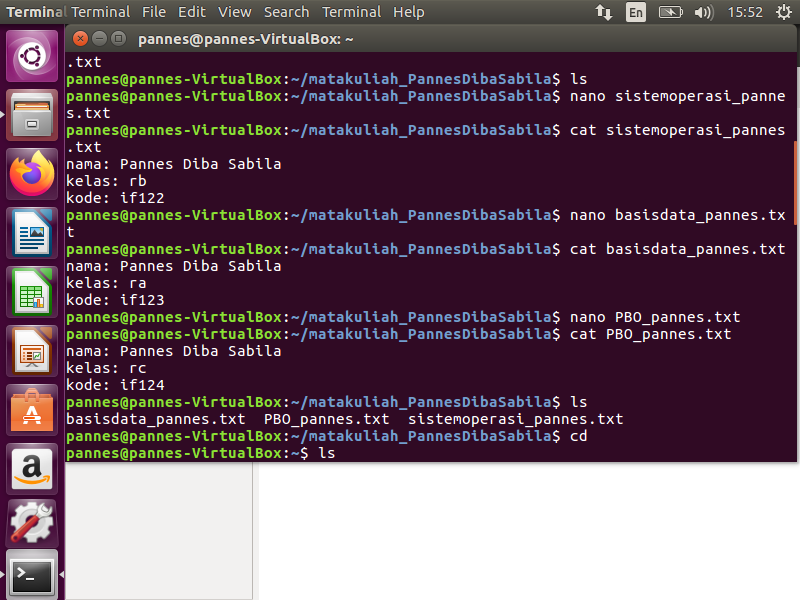 Terminal Terminal File Edit View Search Terminal Help En 15:52
pannes@pannes-VirtualBox: ~
.txt
pannes@pannes-VirtualBox:~/matakuliah_PannesDibaSabila$ ls
pannes@pannes-VirtualBox:~/matakuliah_PannesDibaSabila$ nano sistemoperasi_panne
s.txt
pannes@pannes-VirtualBox:~/matakuliah_PannesDibaSabila$ cat sistemoperasi_pannes
.txt
nama: Pannes Diba Sabila
kelas: rb
kode: if122
pannes@pannes-VirtualBox:~/matakuliah_PannesDibaSabila$ nano basisdata_pannes.tx
t
pannes@pannes-VirtualBox:~/matakuliah_PannesDibaSabila$ cat basisdata_pannes.txt
nama: Pannes Diba Sabila
kelas: ra
kode: if123
pannes@pannes-VirtualBox:~/matakuliah_PannesDibaSabila$ nano PBO_pannes.txt
pannes@pannes-VirtualBox:~/matakuliah_PannesDibaSabila$ cat PBO_pannes.txt
nama: Pannes Diba Sabila
kelas: rc
kode: if124
pannes@pannes-VirtualBox:~/matakuliah_PannesDibaSabila$ ls
basisdata_pannes.txt  PBO_pannes.txt  sistemoperasi_pannes.txt
pannes@pannes-VirtualBox:~/matakuliah_PannesDibaSabila$ cd
pannes@pannes-VirtualBox:~$ ls